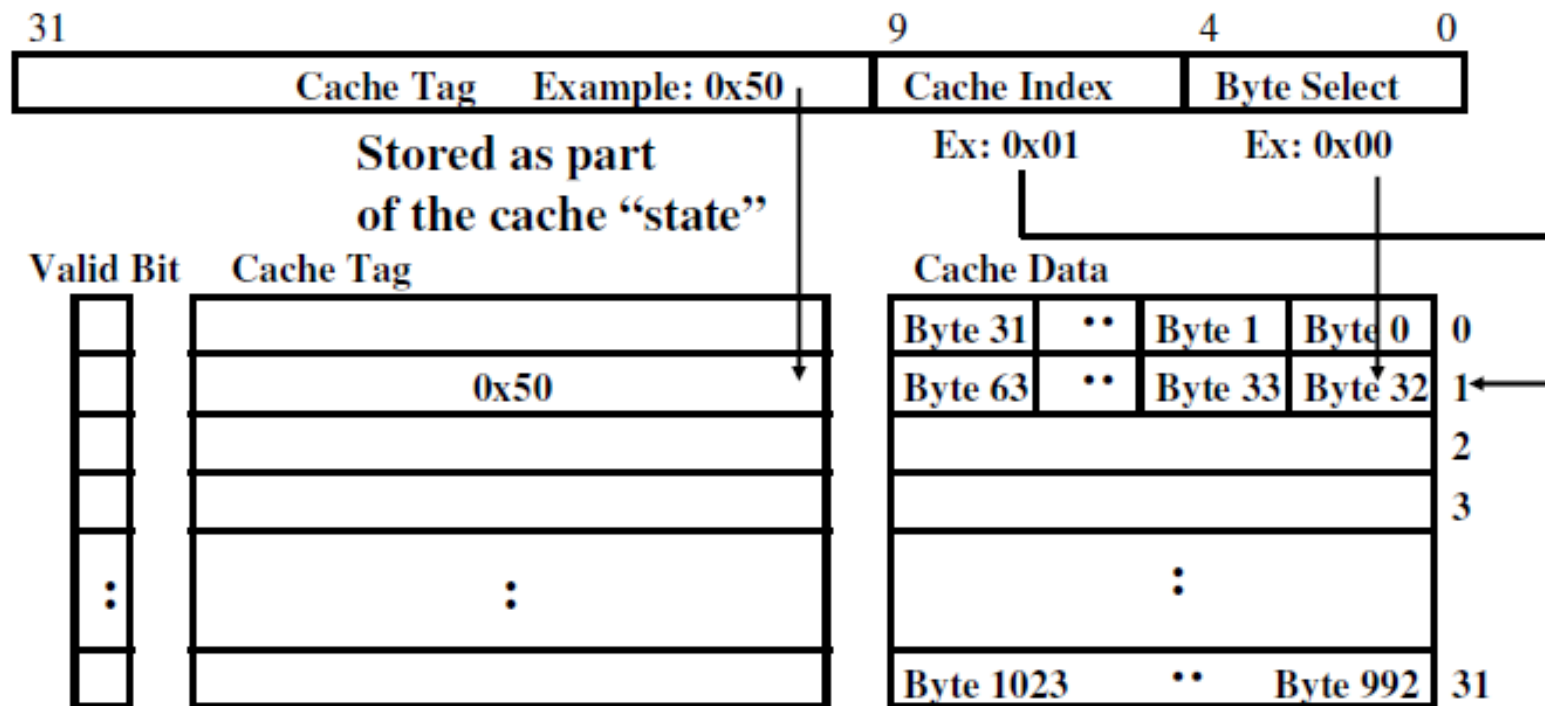 31 9 4 0
Cache Tag Example: 0x50 Cache Index Byte Select
Stored as part Ex: 0x01 Ex: 0x00
of the cache “state”
Valid Bit Cache Tag Cache Data
Byte 31 •• Byte 1 Byte 0 0
0x50 Byte 63 •• Byte 33 Byte 32 1
2
3
: : :
Byte 1023 •• Byte 992 31